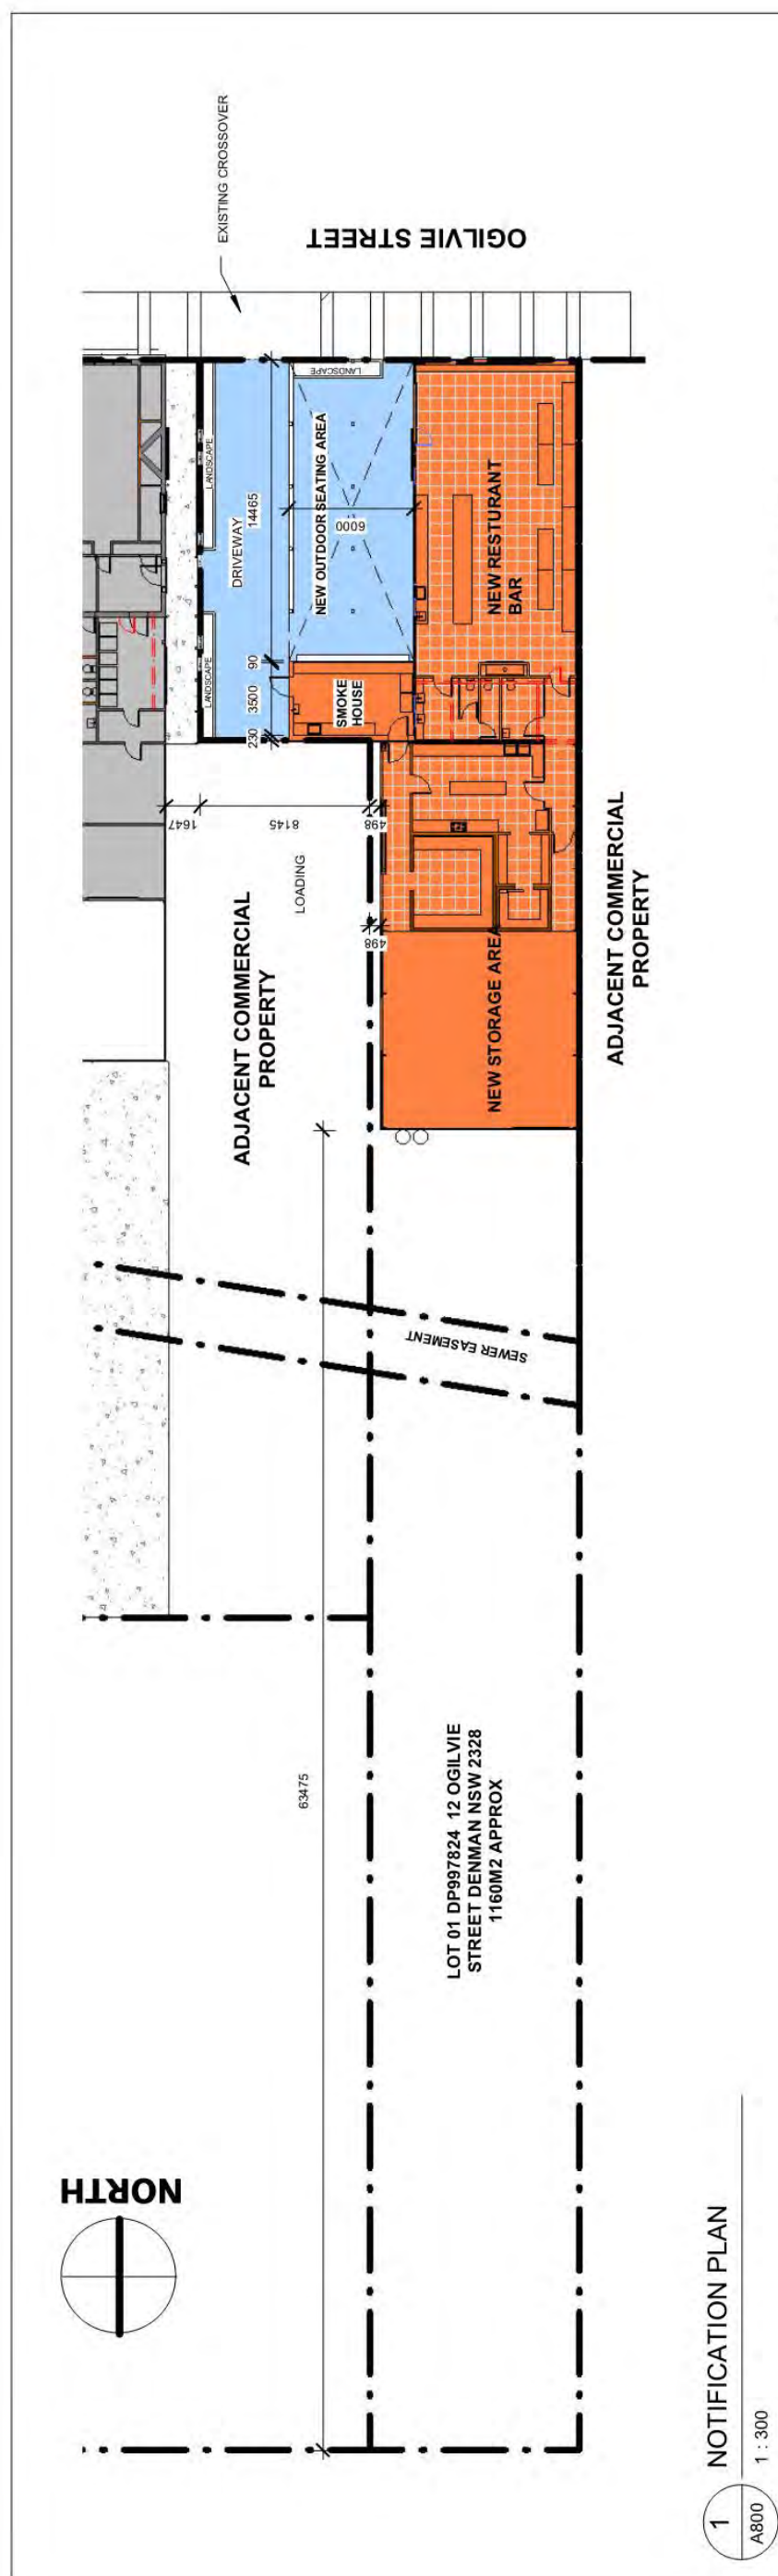 EXISTING CROSSOVER
OGILVIE STREET
LANDSCAPE
LANDSCAPE
LANDSCAPE
DRIVEWAY
14465
NEW OUTDOOR SEATING AREA
6000
NEW RESTURANT
BAR
90
3500
230
SMOKE
HOUSE
1647
8145
498
498
LOADING
ADJACENT COMMERCIAL
PROPERTY
NEW STORAGE AREA
ADJACENT COMMERCIAL
PROPERTY
SEWER EASEMENT
63475
LOT 01 DP997824 12 OGILVIE
STREET DENMAN NSW 2328
1160M2 APPROX
NORTH
1
A800
NOTIFICATION PLAN
1 : 300